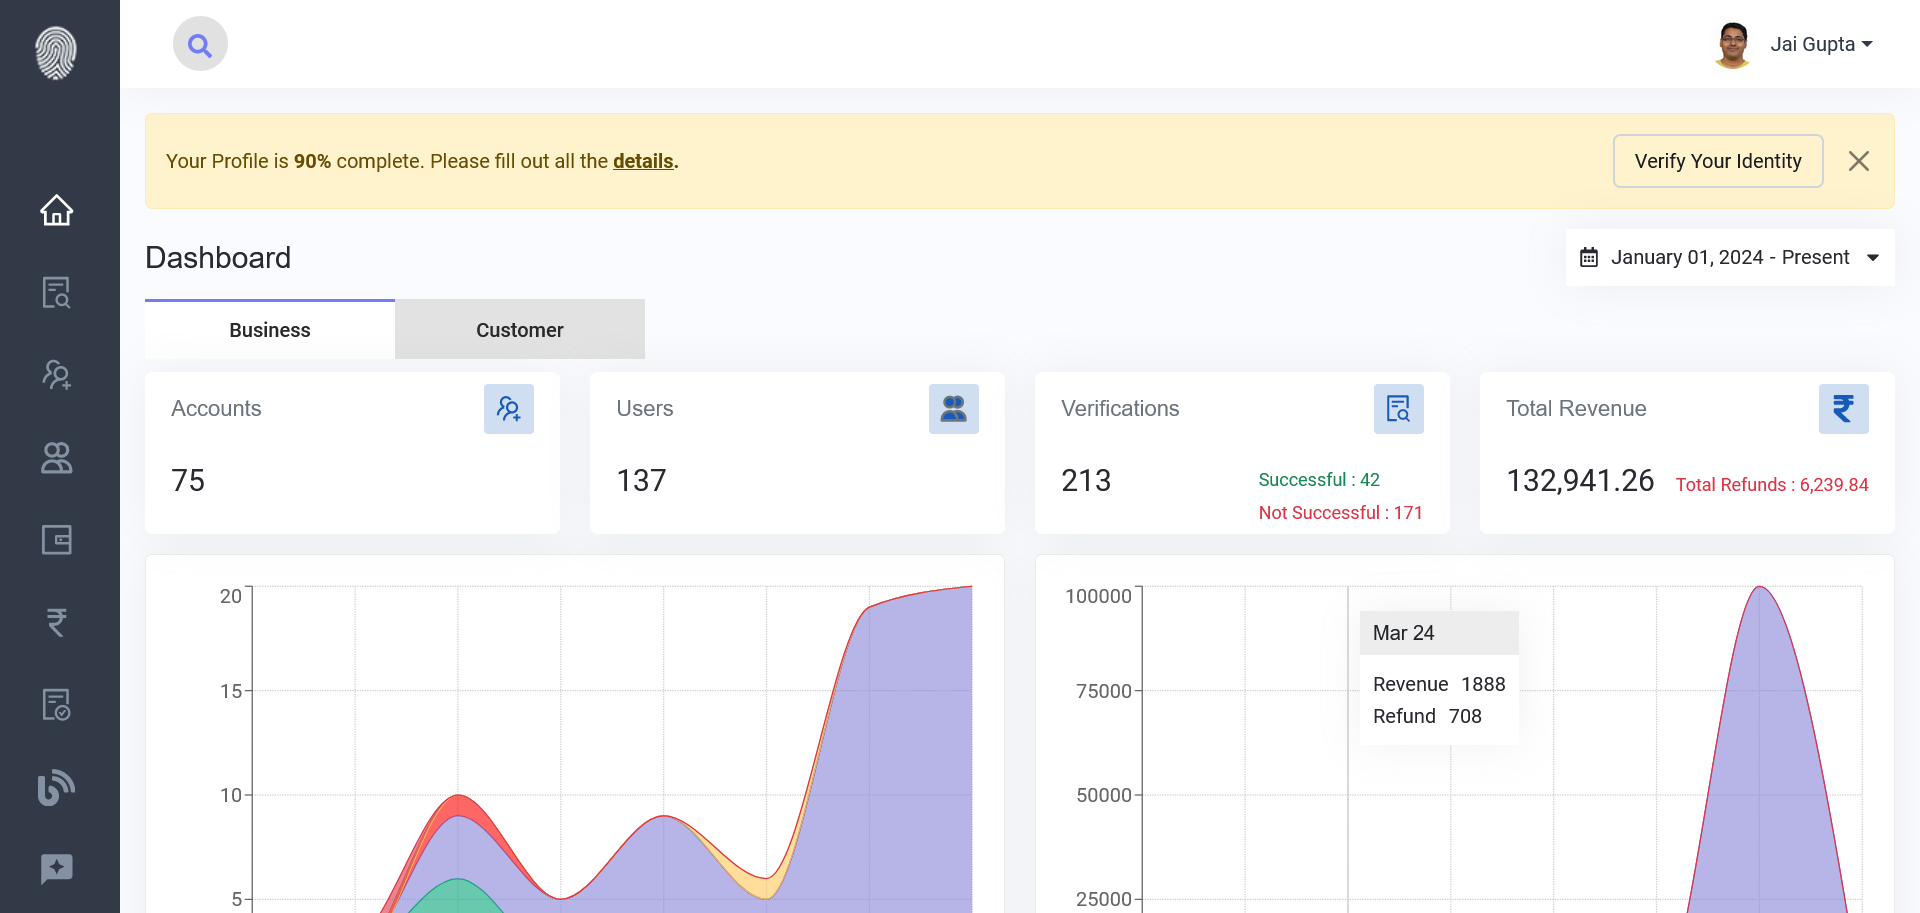 Jai Gupta
Your Profile is 90% complete. Please fill out all the details.
Verify Your Identity
Dashboard
January 01, 2024 - Present
Business
Customer
Accounts
75
Users
137
Verifications
213
Successful : 42
Not Successful : 171
Total Revenue
132,941.26
Total Refunds : 6,239.84
20
15
10
5
100000
75000
50000
25000
Mar 24
Revenue 1888
Refund 708